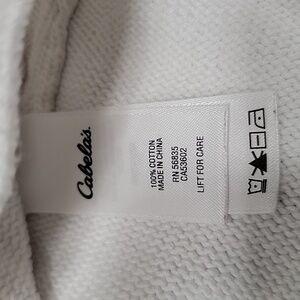 Cabela's
100% COTTON
MADE IN CHINA
RN 56835
CA53602
LIFT FOR CARE